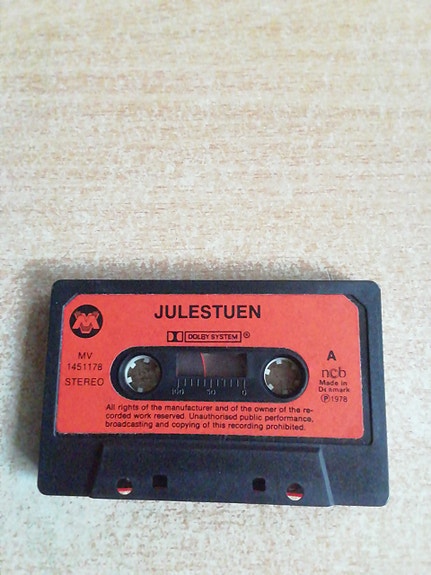 JULESTUEN
DOLBY SYSTEM ®
MV
1451178
STEREO
A
ncb
Made in
Denmark
Ⓟ1978
100 50 0
All rights of the manufacturer and of the owner of the re-
corded work reserved. Unauthorised public performance,
broadcasting and copying of this recording prohibited.